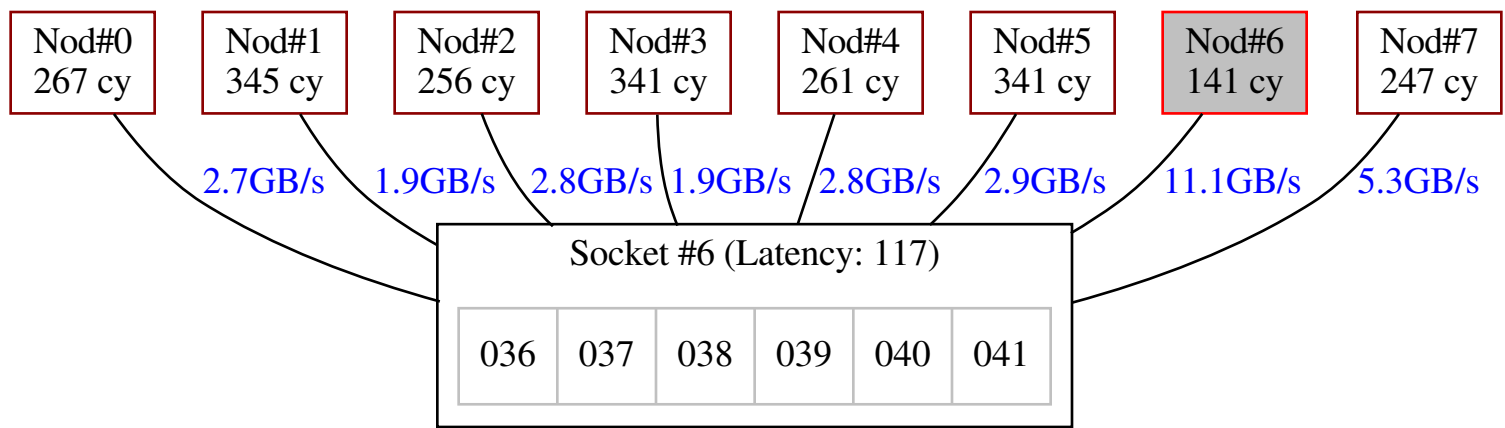 Nod#0 Nod#1 Nod#2 Nod#3 Nod#4 Nod#5 Nod#6 Nod#7
267 cy 345 cy 256 cy 341 cy 261 cy 341 cy 141 cy 247 cy
2.7GB/s 1.9GB/s 2.8GB/s 1.9GB/s 2.8GB/s 2.9GB/s 11.1GB/s 5.3GB/s
Socket #6 (Latency: 117)
036 037 038 039 040 041